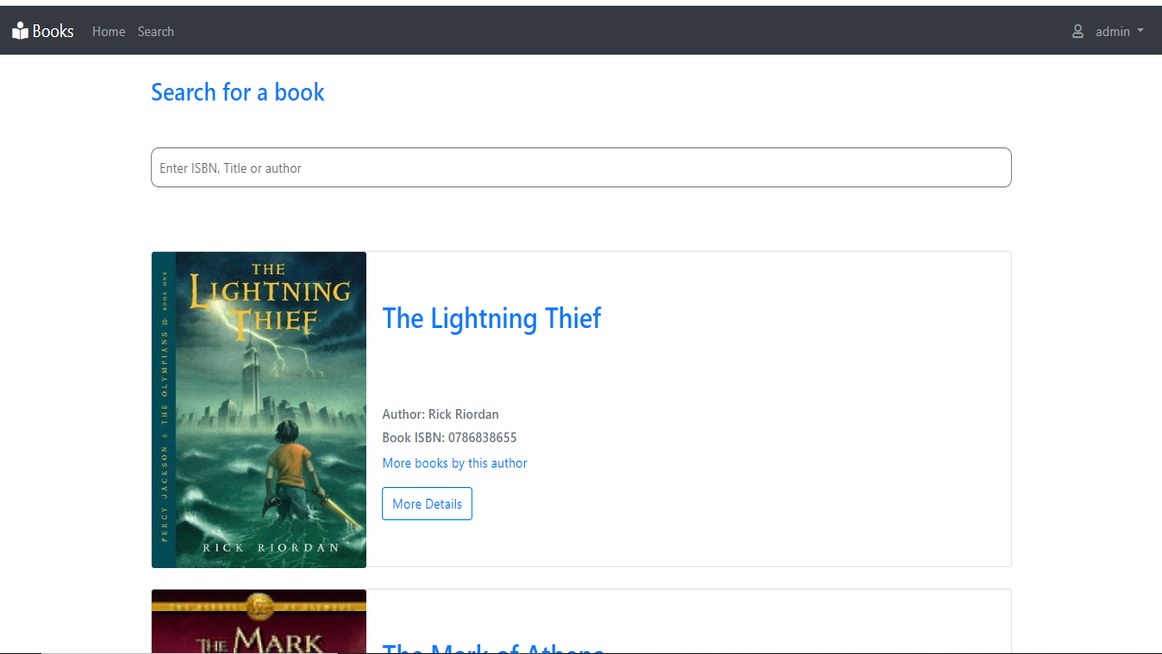 Books Home Search admin
Search for a book
Enter ISBN, Title or author
THE
LIGHTNING
THIEF
PERCY JACKSON & THE OLYMPIANS BOOK ONE
RICK RIORDAN
The Lightning Thief
Author: Rick Riordan
Book ISBN: 0786838655
More books by this author
More Details
THE MARK
The Mark of Athena